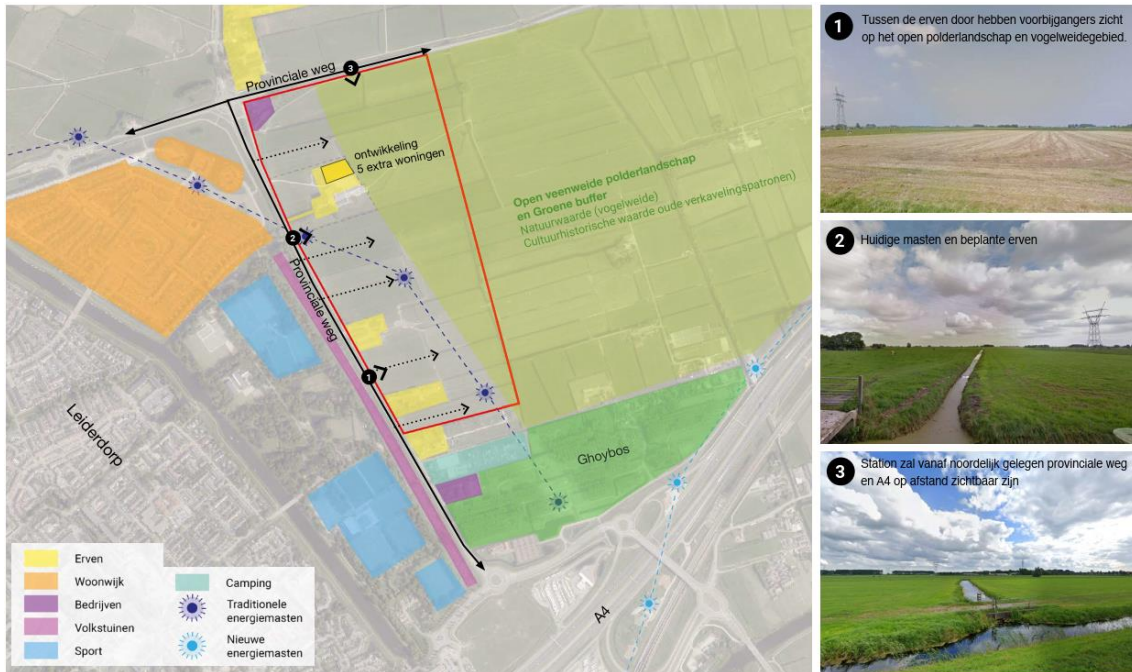 Provinciale weg
3
ontwikkeling
5 extra woningen
Open veenweide polderlandschap
en Groene buffer
Natuurwaarde (vogelweide)
Cultuurhistorische waarde oude verkavelingspatronen)
2
Provinciale weg
1
Leiderdorp
Ghoybos
A4
Erven
Woonwijk
Bedrijven
Volkstuinen
Sport
Camping
Traditionele
energiemasten
Nieuwe
energiemasten
1
Tussen de erven door hebben voorbijgangers zicht
op het open polderlandschap en vogelweidegebied.
2
Huidige masten en beplante erven
3
Station zal vanaf noordelijk gelegen provinciale weg
en A4 op afstand zichtbaar zijn